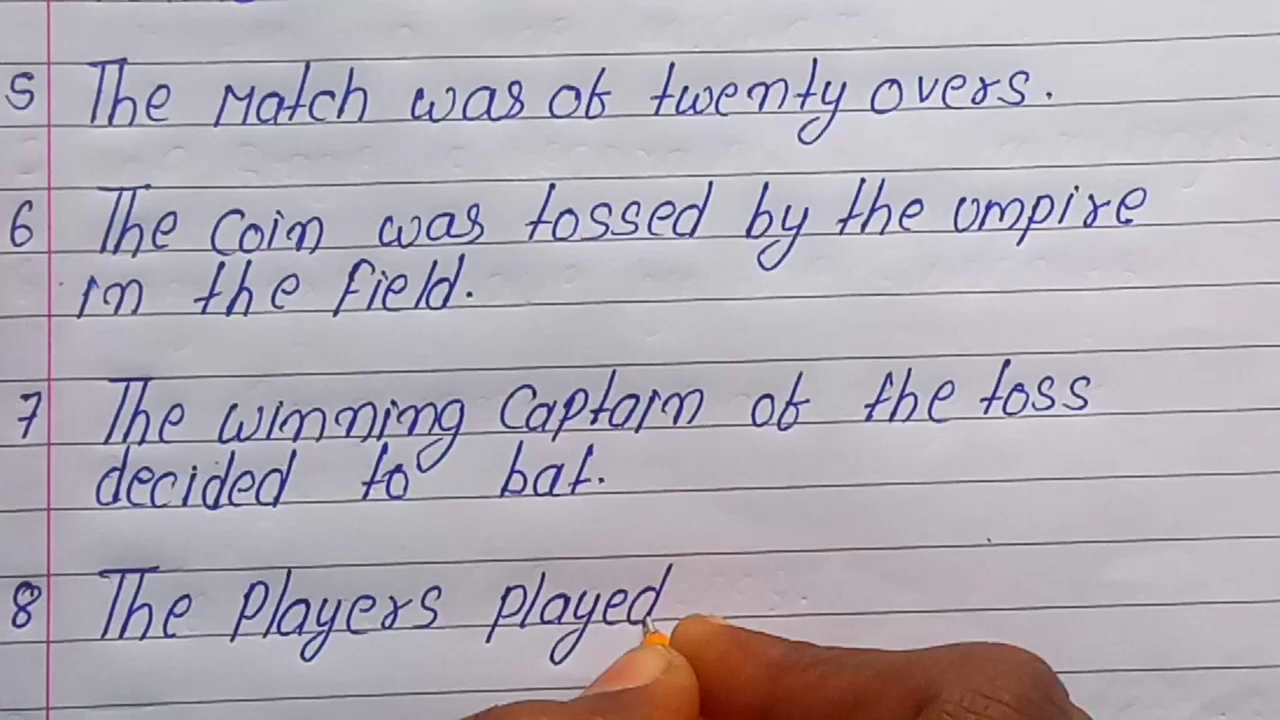 5 The Match was of twenty overs.
6 The Coin was tossed by the umpire
in the field.
7 The winning Captain of the toss
decided to bat.
8 The Players played